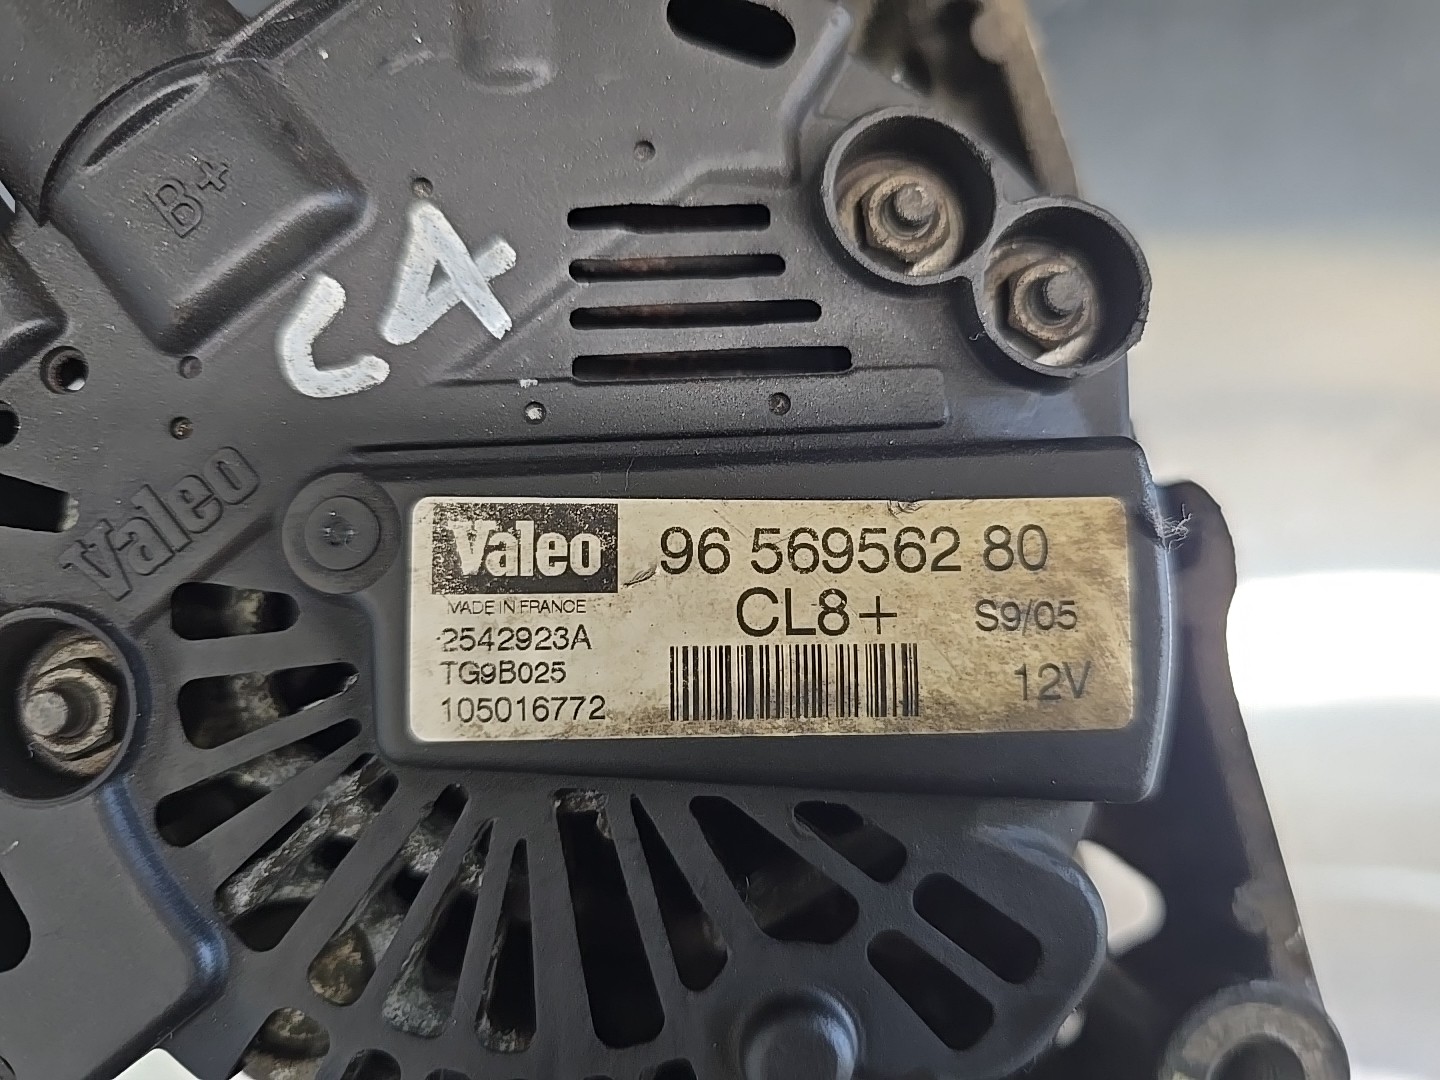 B+
C4
Valeo
Valeo 96 569562 80
MADE IN FRANCE
CL8+ S9/05
2542923A
TG9B025 12V
105016772